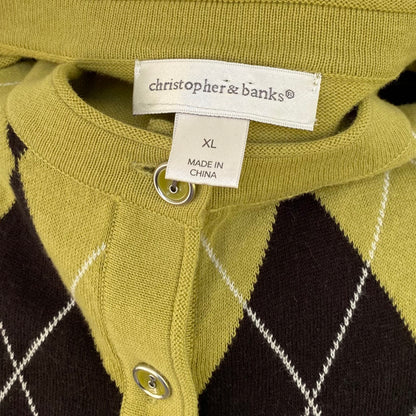 christopher & banks®
XL
MADE IN
CHINA